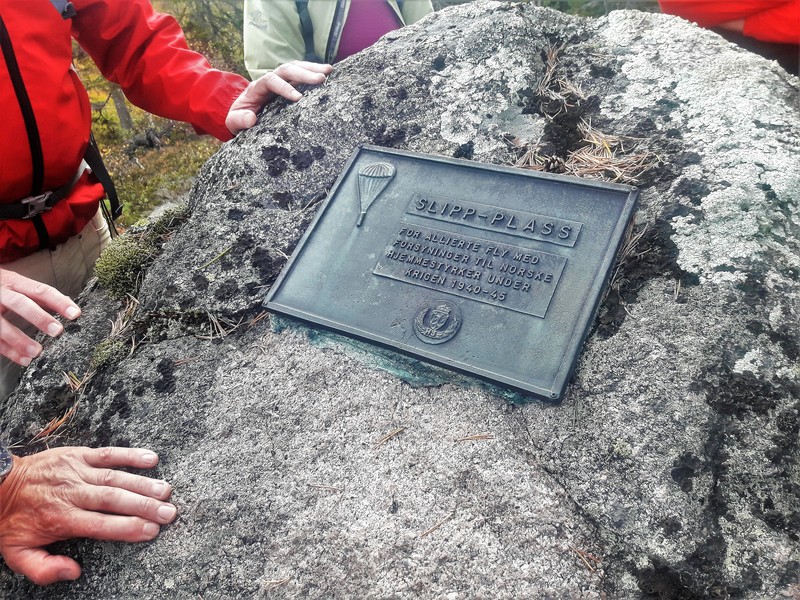 SLIPP-PLASS
FOR ALLIERTE FLY MED
FORSYNINGER TIL NORSKE
HJEMMESTYRKER UNDER
KRIGEN 1940-45